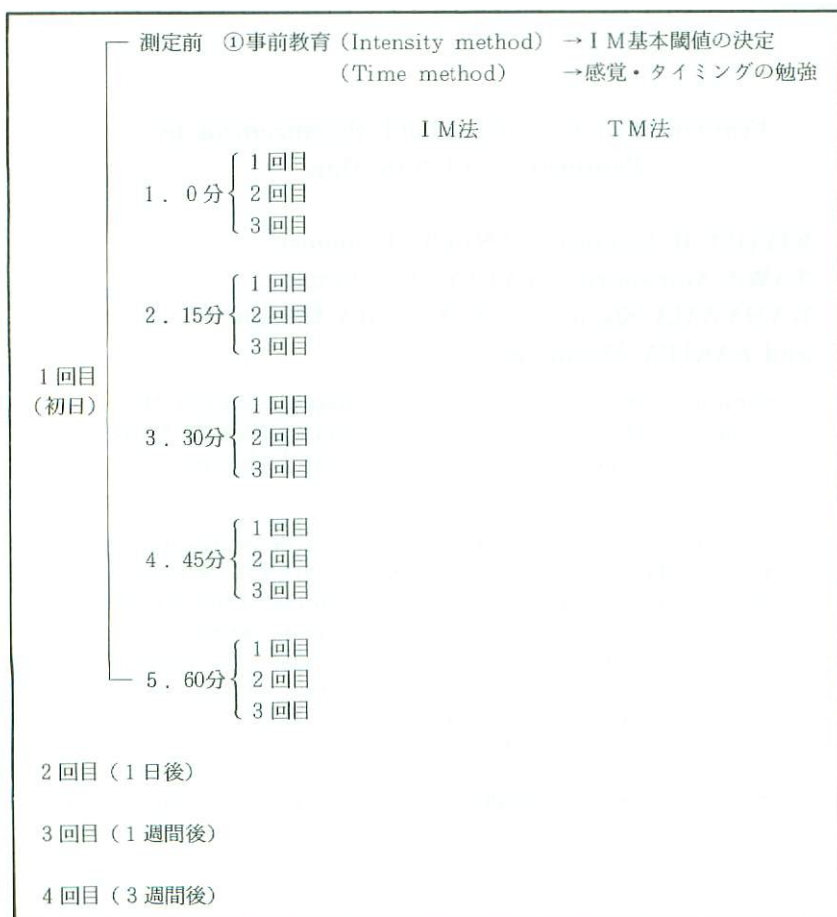 測定前 ①事前教育 (Intensity method) →IM基本閾値の決定
(Time method) →感覚・タイミングの勉強
IM法 TM法
1回目
1. 0分 2回目
3回目
1回目
2. 15分 2回目
3回目
1回目
(初日)
1回目
3. 30分 2回目
3回目
1回目
4. 45分 2回目
3回目
1回目
5. 60分 2回目
3回目
2回目(1日後)
3回目(1週間後)
4回目(3週間後)